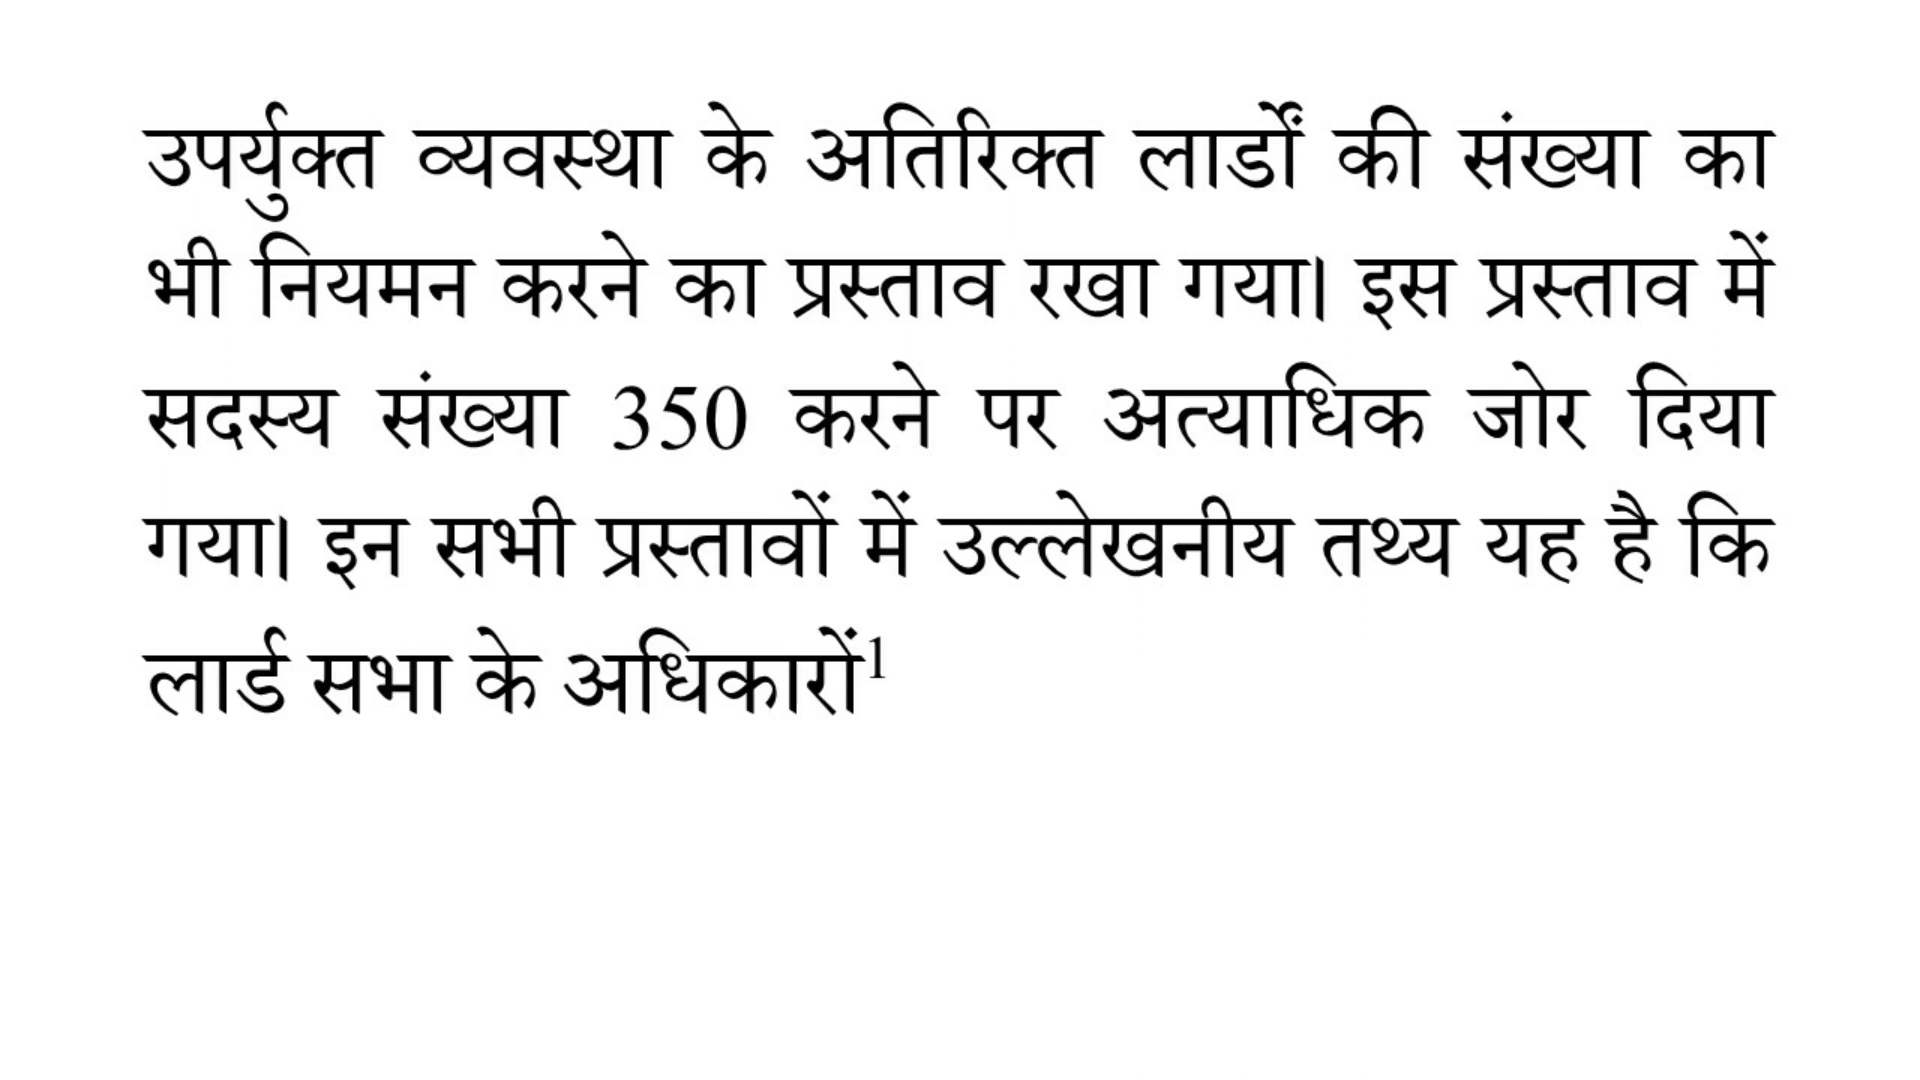 उपर्युक्त व्यवस्था के अतिरिक्त लार्डों की संख्या का
भी नियमन करने का प्रस्ताव रखा गया। इस प्रस्ताव में
सदस्य संख्या 350 करने पर अत्याधिक जोर दिया
गया। इन सभी प्रस्तावों में उल्लेखनीय तथ्य यह है कि
लार्ड सभा के अधिकारों¹